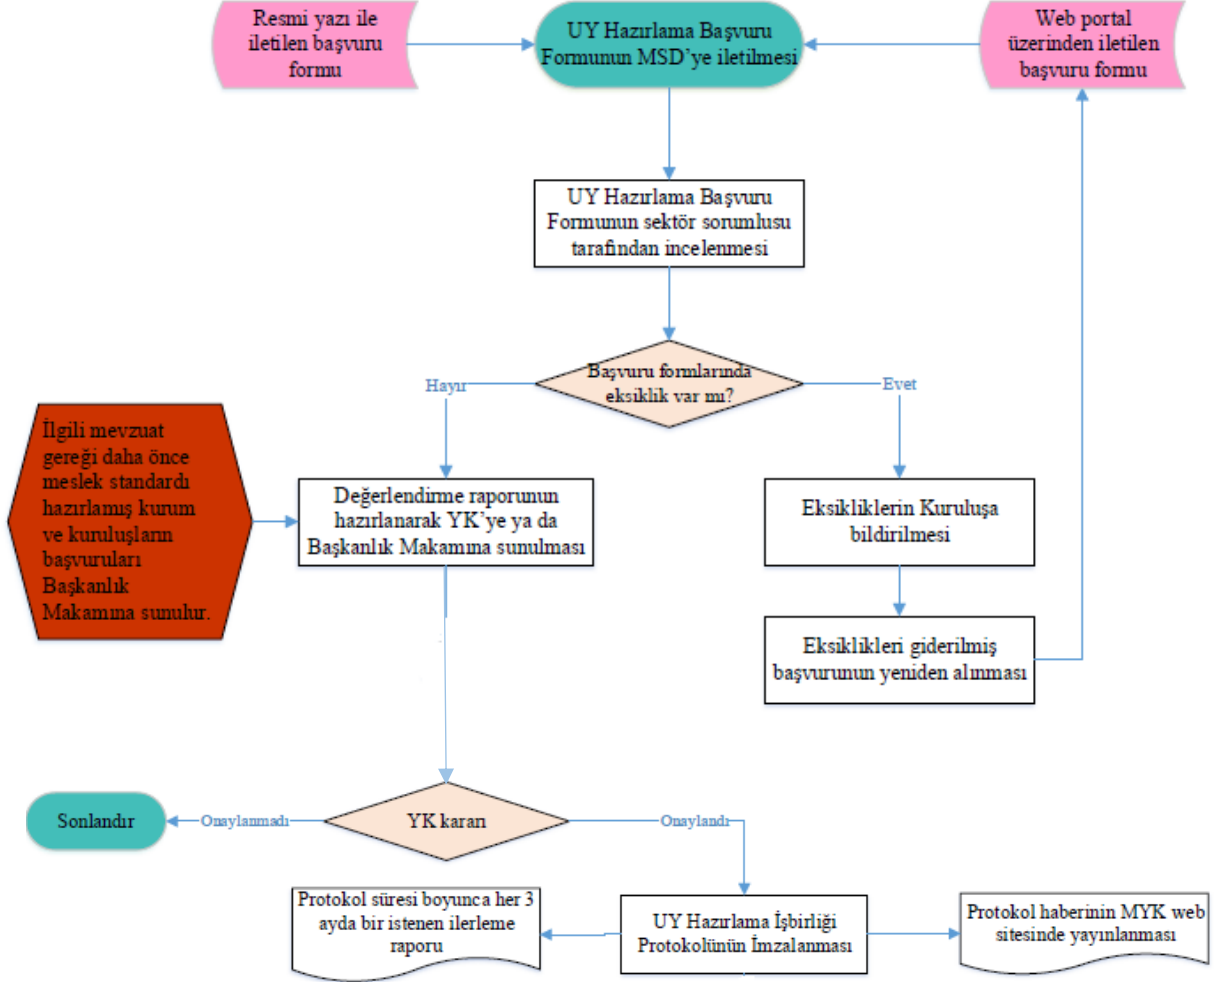 Resmi yazı ile
iletilen başvuru
formu
UY Hazırlama Başvuru
Formunun MSD’ye iletilmesi
Web portal
üzerinden iletilen
başvuru formu
UY Hazırlama Başvuru
Formunun sektör sorumlusu
tarafından incelenmesi
Başvuru formlarında
eksiklik var mı?
Hayır
Evet
İlgili mevzuat
gereği daha önce
meslek standardı
hazırlamış kurum
ve kuruluşların
başvuruları
Başkanlık
Makamına sunulur.
Değerlendirme raporunun
hazırlanarak YK’ye ya da
Başkanlık Makamına sunulması
Eksikliklerin Kuruluşa
bildirilmesi
Eksiklikleri giderilmiş
başvurunun yeniden alınması
Sonlandır
Onaylanmadı
YK kararı
Onaylandı
Protokol süresi boyunca her 3
ayda bir istenen ilerleme
raporu
UY Hazırlama İşbirliği
Protokolünün İmzalanması
Protokol haberinin MYK web
sitesinde yayınlanması